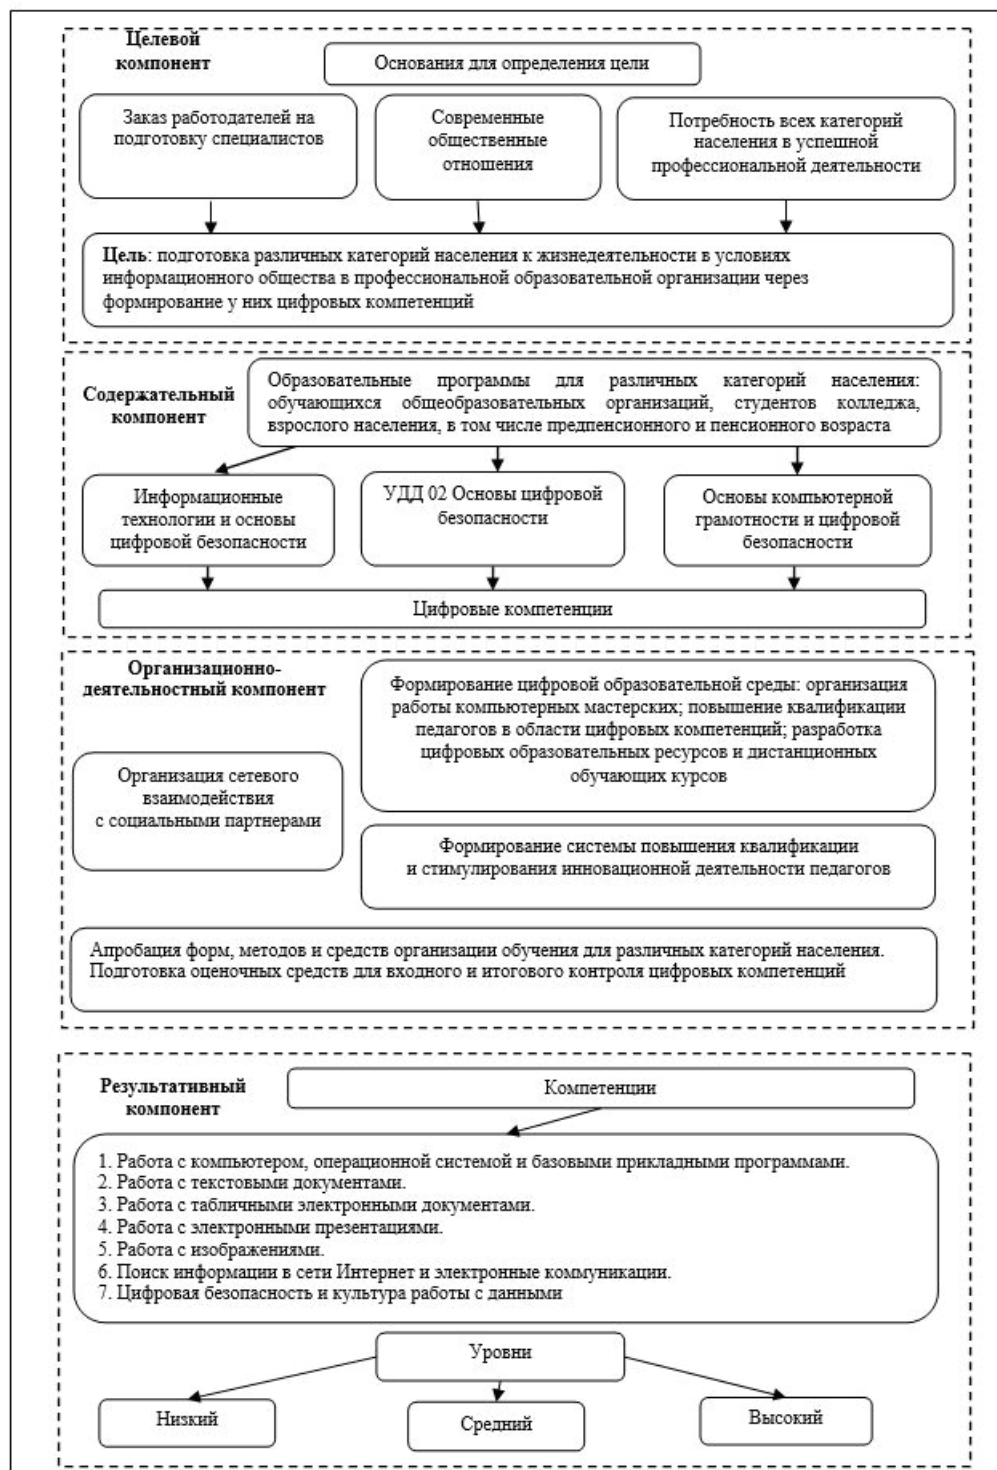 Целевой
компонент
Основания для определения цели
Заказ работодателей на
подготовку специалистов
Современные
общественные
отношения
Потребность всех категорий
населения в успешной
профессиональной деятельности
Цель: подготовка различных категорий населения к жизнедеятельности в условиях
информационного общества в профессиональной образовательной организации через
формирование у них цифровых компетенций
Содержательный
компонент
Образовательные программы для различных категорий населения:
обучающихся общеобразовательных организаций, студентов колледжа,
взрослого населения, в том числе предпенсионного и пенсионного возраста
Информационные
технологии и основы
цифровой безопасности
УДД 02 Основы цифровой
безопасности
Основы компьютерной
грамотности и цифровой
безопасности
Цифровые компетенции
Организационно-
деятельностный компонент
Организация сетевого
взаимодействия
с социальными партнерами
Формирование цифровой образовательной среды: организация
работы компьютерных мастерских; повышение квалификации
педагогов в области цифровых компетенций; разработка
цифровых образовательных ресурсов и дистанционных
обучающих курсов
Формирование системы повышения квалификации
и стимулирования инновационной деятельности педагогов
Апробация форм, методов и средств организации обучения для различных категорий населения.
Подготовка оценочных средств для входного и итогового контроля цифровых компетенций
Результативный
компонент
Компетенции
1. Работа с компьютером, операционной системой и базовыми прикладными программами.
2. Работа с текстовыми документами.
3. Работа с табличными электронными документами.
4. Работа с электронными презентациями.
5. Работа с изображениями.
6. Поиск информации в сети Интернет и электронные коммуникации.
7. Цифровая безопасность и культура работы с данными
Уровни
Низкий
Средний
Высокий